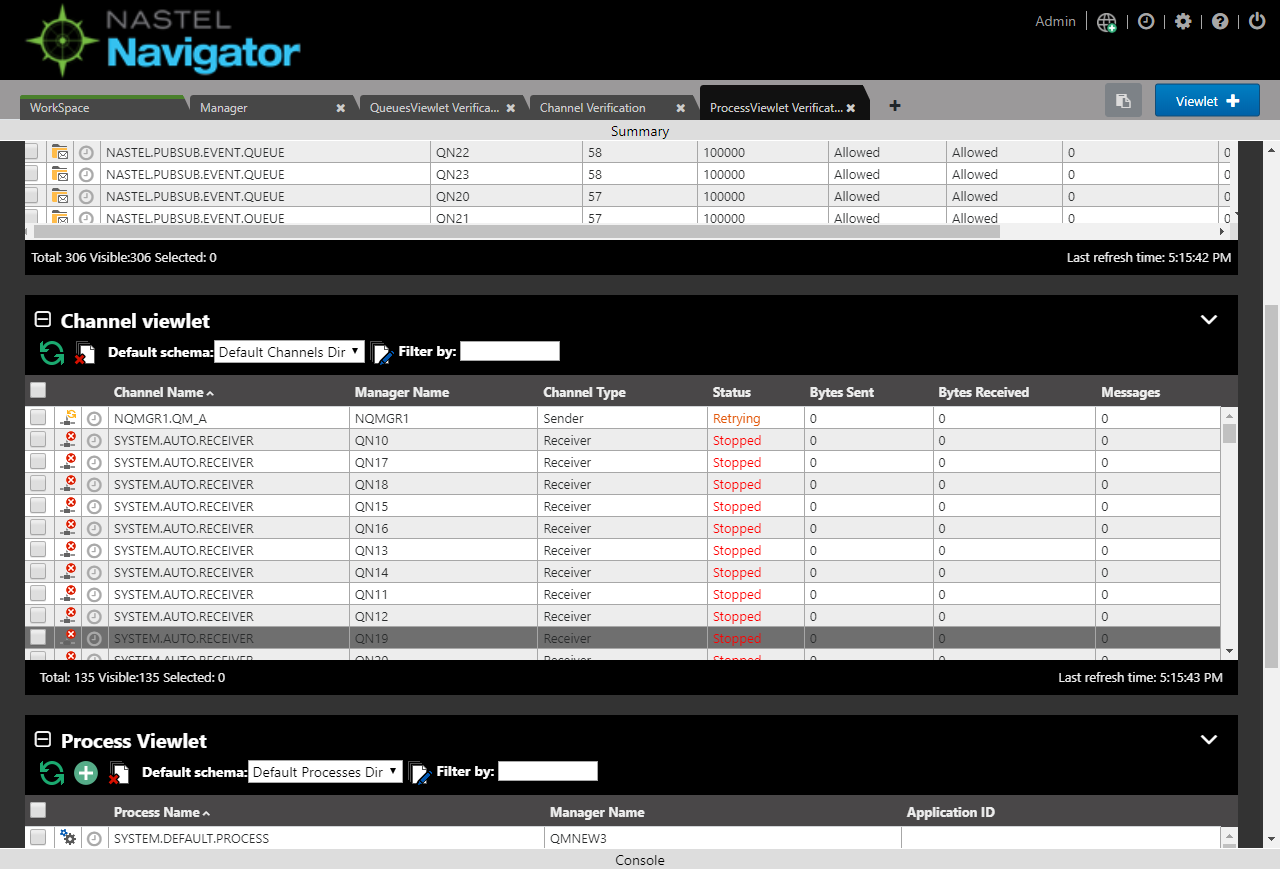 NASTEL
Navigator
Admin
WorkSpace Manager QueuesViewlet Verifica... Channel Verification ProcessViewlet Verificat... Viewlet
Summary
NASTEL.PUBSUB.EVENT.QUEUE QN22 58 100000 Allowed Allowed 0 0
NASTEL.PUBSUB.EVENT.QUEUE QN23 58 100000 Allowed Allowed 0 0
NASTEL.PUBSUB.EVENT.QUEUE QN20 57 100000 Allowed Allowed 0 0
NASTEL.PUBSUB.EVENT.QUEUE QN21 57 100000 Allowed Allowed 0 0
Total: 306 Visible:306 Selected: 0 Last refresh time: 5:15:42 PM
Channel viewlet
Default schema: Default Channels Dir Filter by:
Channel Name Manager Name Channel Type Status Bytes Sent Bytes Received Messages
NQMGR1.QM_A NQMGR1 Sender Retrying 0 0 0
SYSTEM.AUTO.RECEIVER QN10 Receiver Stopped 0 0 0
SYSTEM.AUTO.RECEIVER QN17 Receiver Stopped 0 0 0
SYSTEM.AUTO.RECEIVER QN18 Receiver Stopped 0 0 0
SYSTEM.AUTO.RECEIVER QN15 Receiver Stopped 0 0 0
SYSTEM.AUTO.RECEIVER QN16 Receiver Stopped 0 0 0
SYSTEM.AUTO.RECEIVER QN13 Receiver Stopped 0 0 0
SYSTEM.AUTO.RECEIVER QN14 Receiver Stopped 0 0 0
SYSTEM.AUTO.RECEIVER QN11 Receiver Stopped 0 0 0
SYSTEM.AUTO.RECEIVER QN12 Receiver Stopped 0 0 0
SYSTEM.AUTO.RECEIVER QN19 Receiver Stopped 0 0 0
SYSTEM.AUTO.RECEIVER QN20 Receiver Stopped 0 0 0
Total: 135 Visible:135 Selected: 0 Last refresh time: 5:15:43 PM
Process Viewlet
Default schema: Default Processes Dir Filter by:
Process Name Manager Name Application ID
SYSTEM.DEFAULT.PROCESS QMNEW3
Console